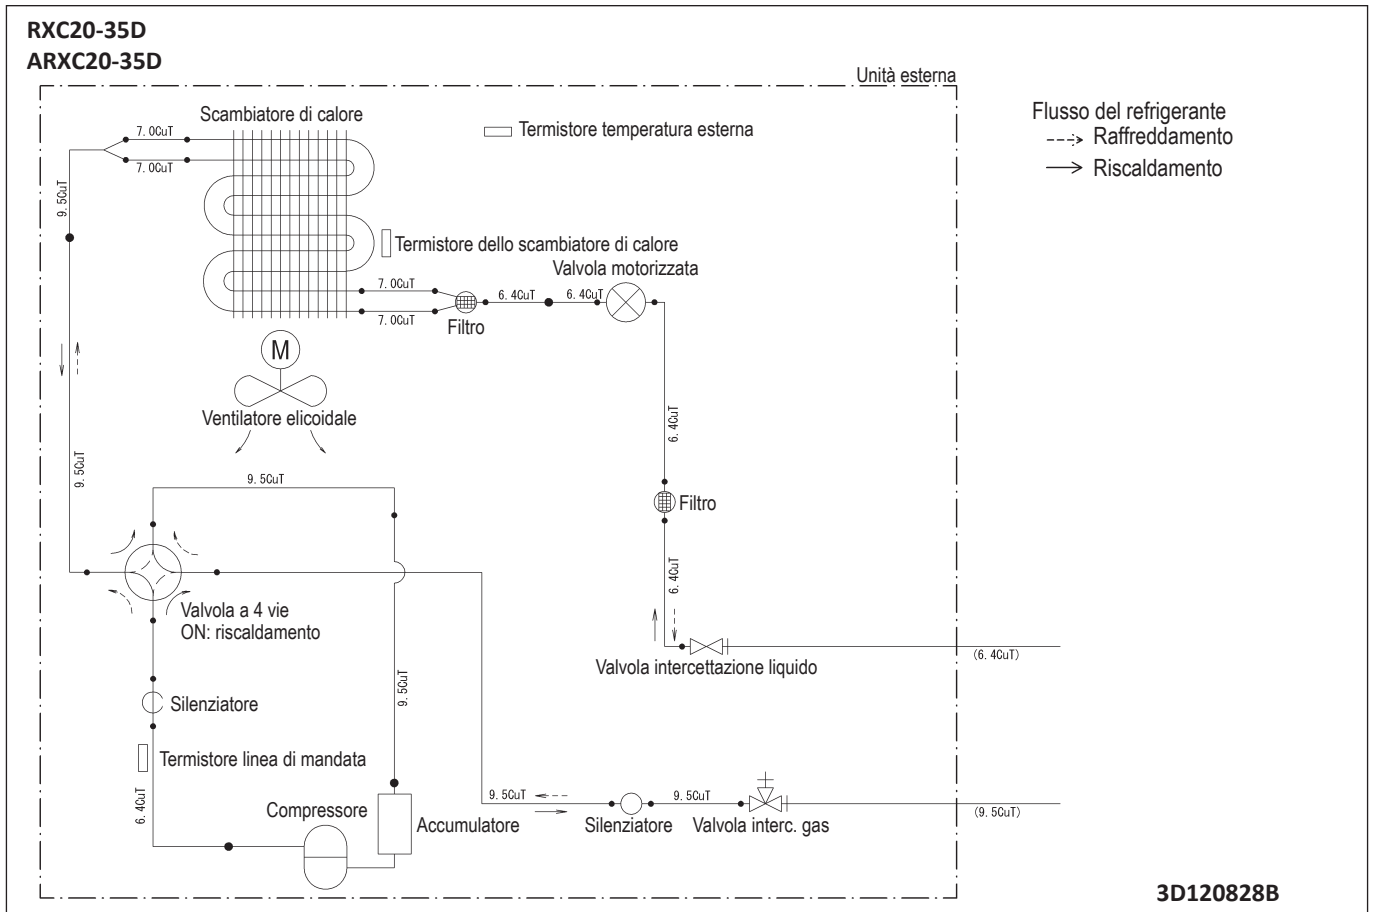 RXC20-35D
ARXC20-35D
Unità esterna
Scambiatore di calore
Termistore temperatura esterna
Flusso del refrigerante
Raffreddamento
Riscaldamento
7.0CuT
7.0CuT
9.5CuT
Termistore dello scambiatore di calore
Valvola motorizzata
7.0CuT
6.4CuT
6.4CuT
7.0CuT
Filtro
M
Ventilatore elicoidale
6.4CuT
9.5CuT
9.5CuT
Filtro
6.4CuT
Valvola a 4 vie
ON: riscaldamento
Valvola intercettazione liquido
(6.4CuT)
9.5CuT
Silenziatore
Termistore linea di mandata
6.4CuT
Compressore
Accumulatore
9.5CuT
9.5CuT
Silenziatore
Valvola interc. gas
(9.5CuT)
3D120828B